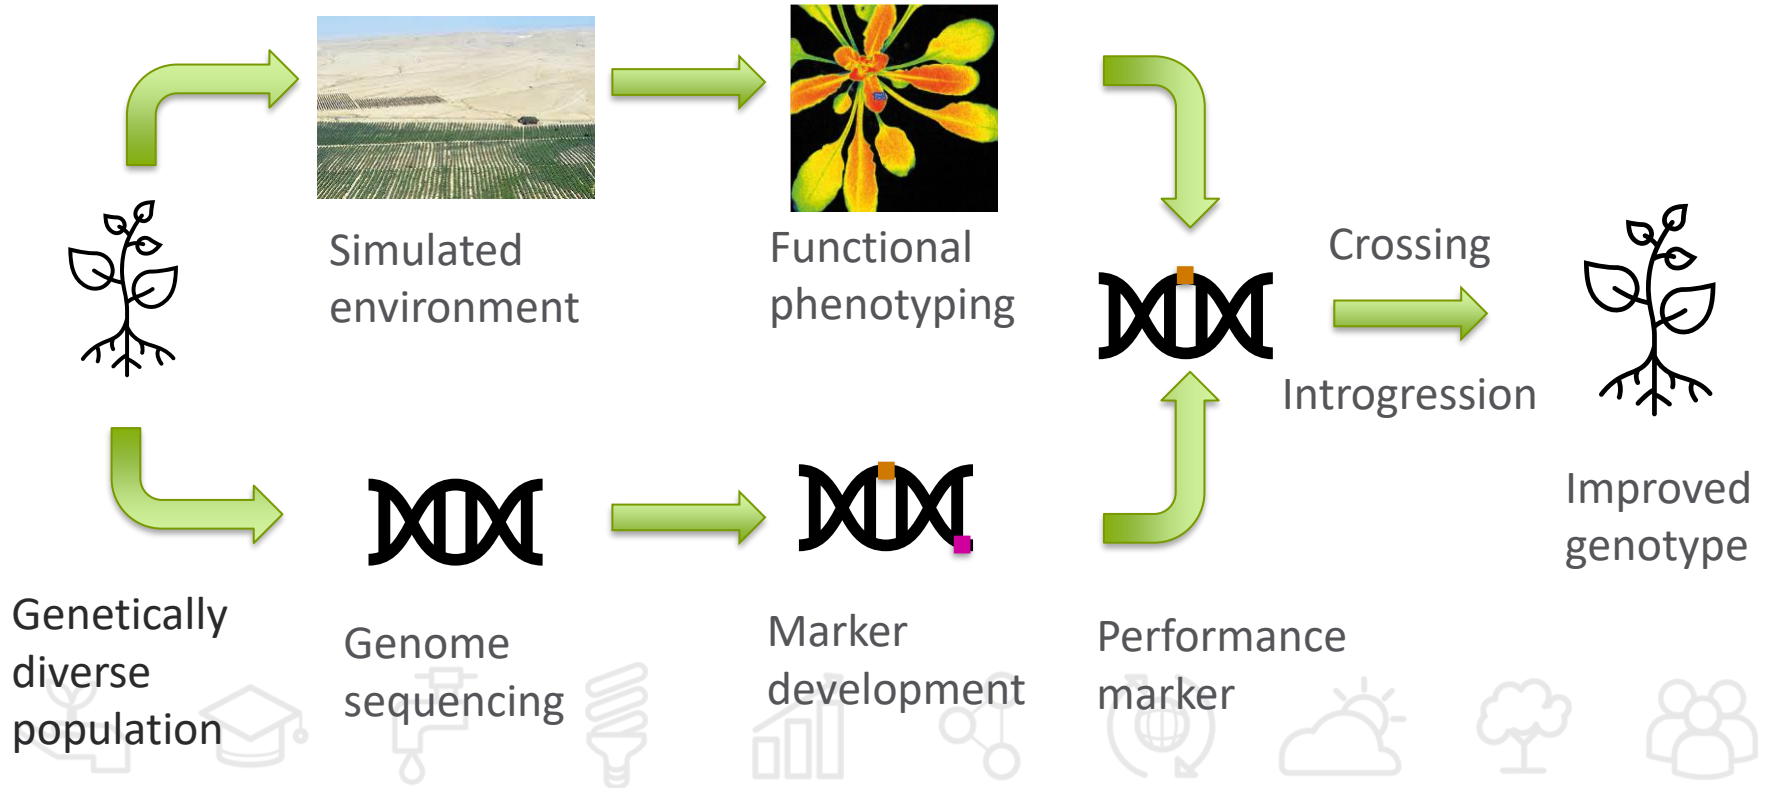 Simulated
environment
Functional
phenotyping
Crossing
Introgression
Improved
genotype
Genetically
diverse
population
Genome
sequencing
Marker
development
Performance
marker